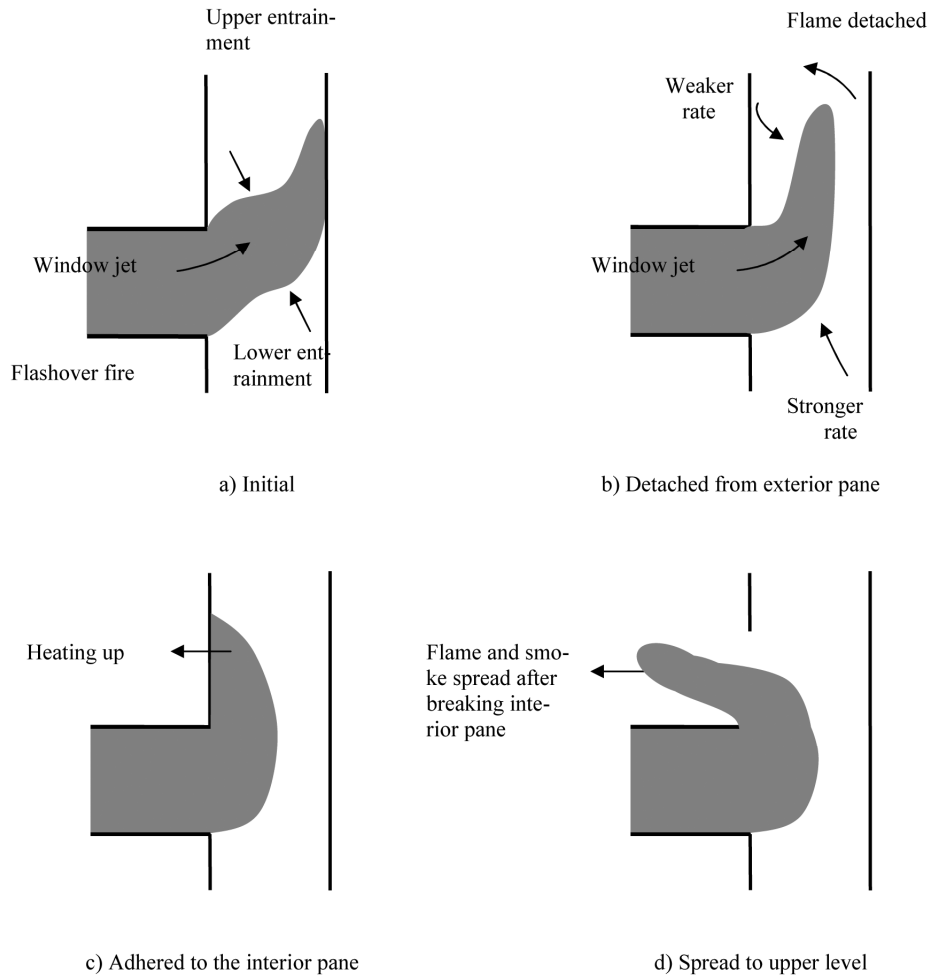 Upper entrain-
ment
Window jet
Lower ent-
rainment
Flashover fire
a) Initial
Flame detached
Weaker
rate
Window jet
Stronger
rate
b) Detached from exterior pane
Heating up
c) Adhered to the interior pane
Flame and smo-
ke spread after
breaking inte-
rior pane
d) Spread to upper level